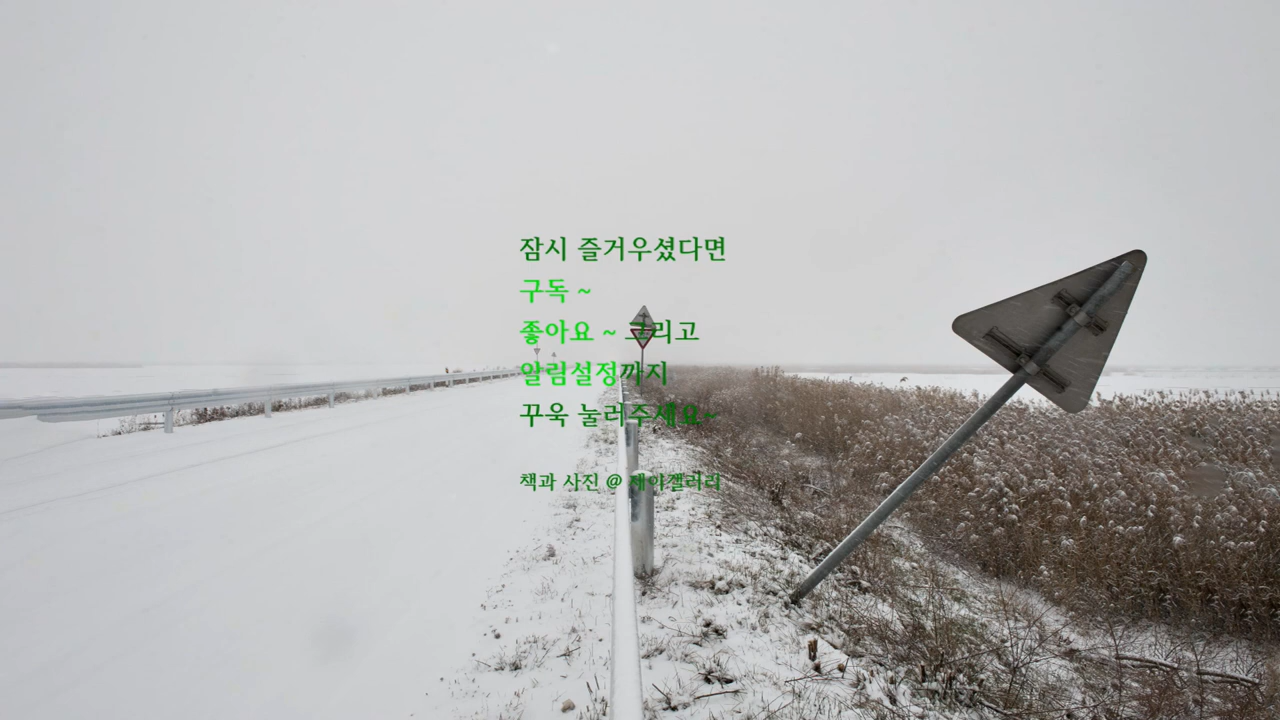 잠시 즐거우셨다면
구독 ~
좋아요 ~ 그리고
알림설정까지
꾸욱 눌러주세요~
책과 사진 @ 제이갤러리